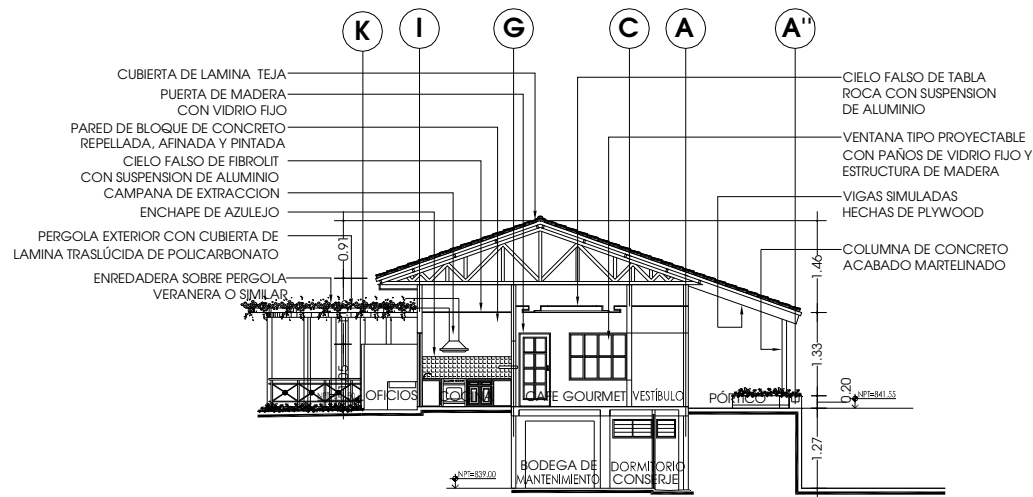 K I G C A A"
CUBIERTA DE LAMINA TEJA
PUERTA DE MADERA
CON VIDRIO FIJO
PARED DE BLOQUE DE CONCRETO
REPELLADA, AFINADA Y PINTADA
CIELO FALSO DE FIBROLIT
CON SUSPENSION DE ALUMINIO
CAMPANA DE EXTRACCION
ENCHAPE DE AZULEJO
PERGOLA EXTERIOR CON CUBIERTA DE
LAMINA TRASLÚCIDA DE POLICARBONATO
ENREDADERA SOBRE PERGOLA
VERANERA O SIMILAR
CIELO FALSO DE TABLA
ROCA CON SUSPENSION
DE ALUMINIO
VENTANA TIPO PROYECTABLE
CON PAÑOS DE VIDRIO FIJO Y
ESTRUCTURA DE MADERA
VIGAS SIMULADAS
HECHAS DE PLYWOOD
COLUMNA DE CONCRETO
ACABADO MARTELINADO
0.91
1.46
1.33
0.20
1.27
OFICIOS
CAFE GOURMET
VESTÍBULO
PÓRTICO
NPT=841.55
BODEGA DE
MANTENIMIENTO
DORMITORIO
CONSERJE
NPT=839.00